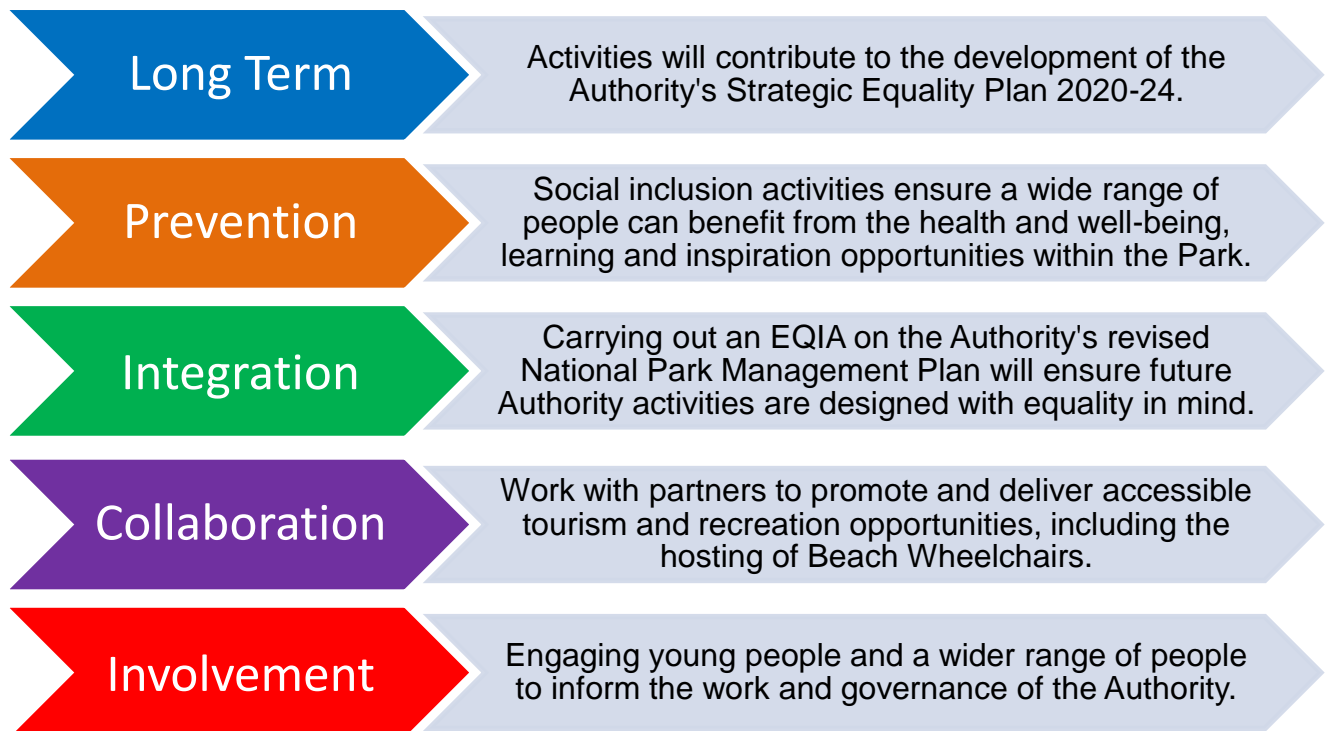 Long Term
Activities will contribute to the development of the
Authority's Strategic Equality Plan 2020-24.
Prevention
Social inclusion activities ensure a wide range of
people can benefit from the health and well-being,
learning and inspiration opportunities within the Park.
Integration
Carrying out an EQIA on the Authority's revised
National Park Management Plan will ensure future
Authority activities are designed with equality in mind.
Collaboration
Work with partners to promote and deliver accessible
tourism and recreation opportunities, including the
hosting of Beach Wheelchairs.
Involvement
Engaging young people and a wider range of people
to inform the work and governance of the Authority.